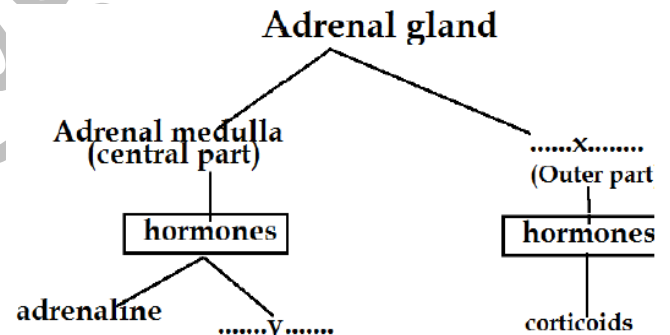 Adrenal gland
Adrenal medulla
(central part)
......x........
(Outer part
hormones
hormones
adrenaline
.......y.......
corticoids